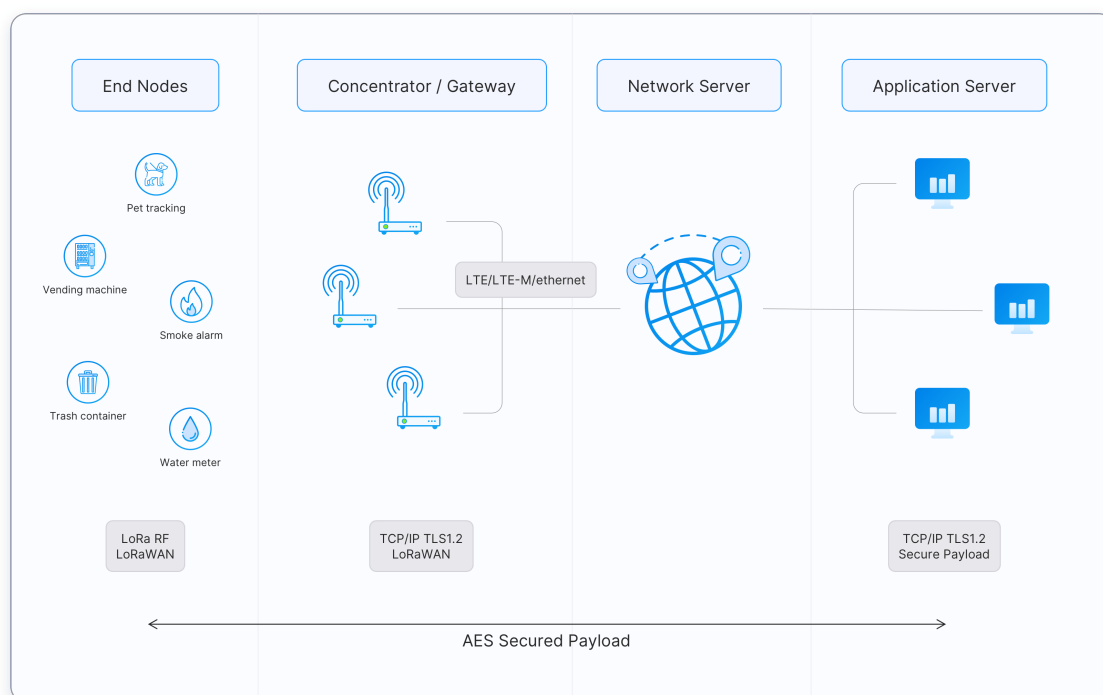 End Nodes
Concentrator / Gateway
Network Server
Application Server
Pet tracking
Vending machine
Smoke alarm
Trash container
Water meter
LTE/LTE-M/ethernet
LoRa RF
LoRaWAN
TCP/IP TLS1.2
LoRaWAN
TCP/IP TLS1.2
Secure Payload
AES Secured Payload